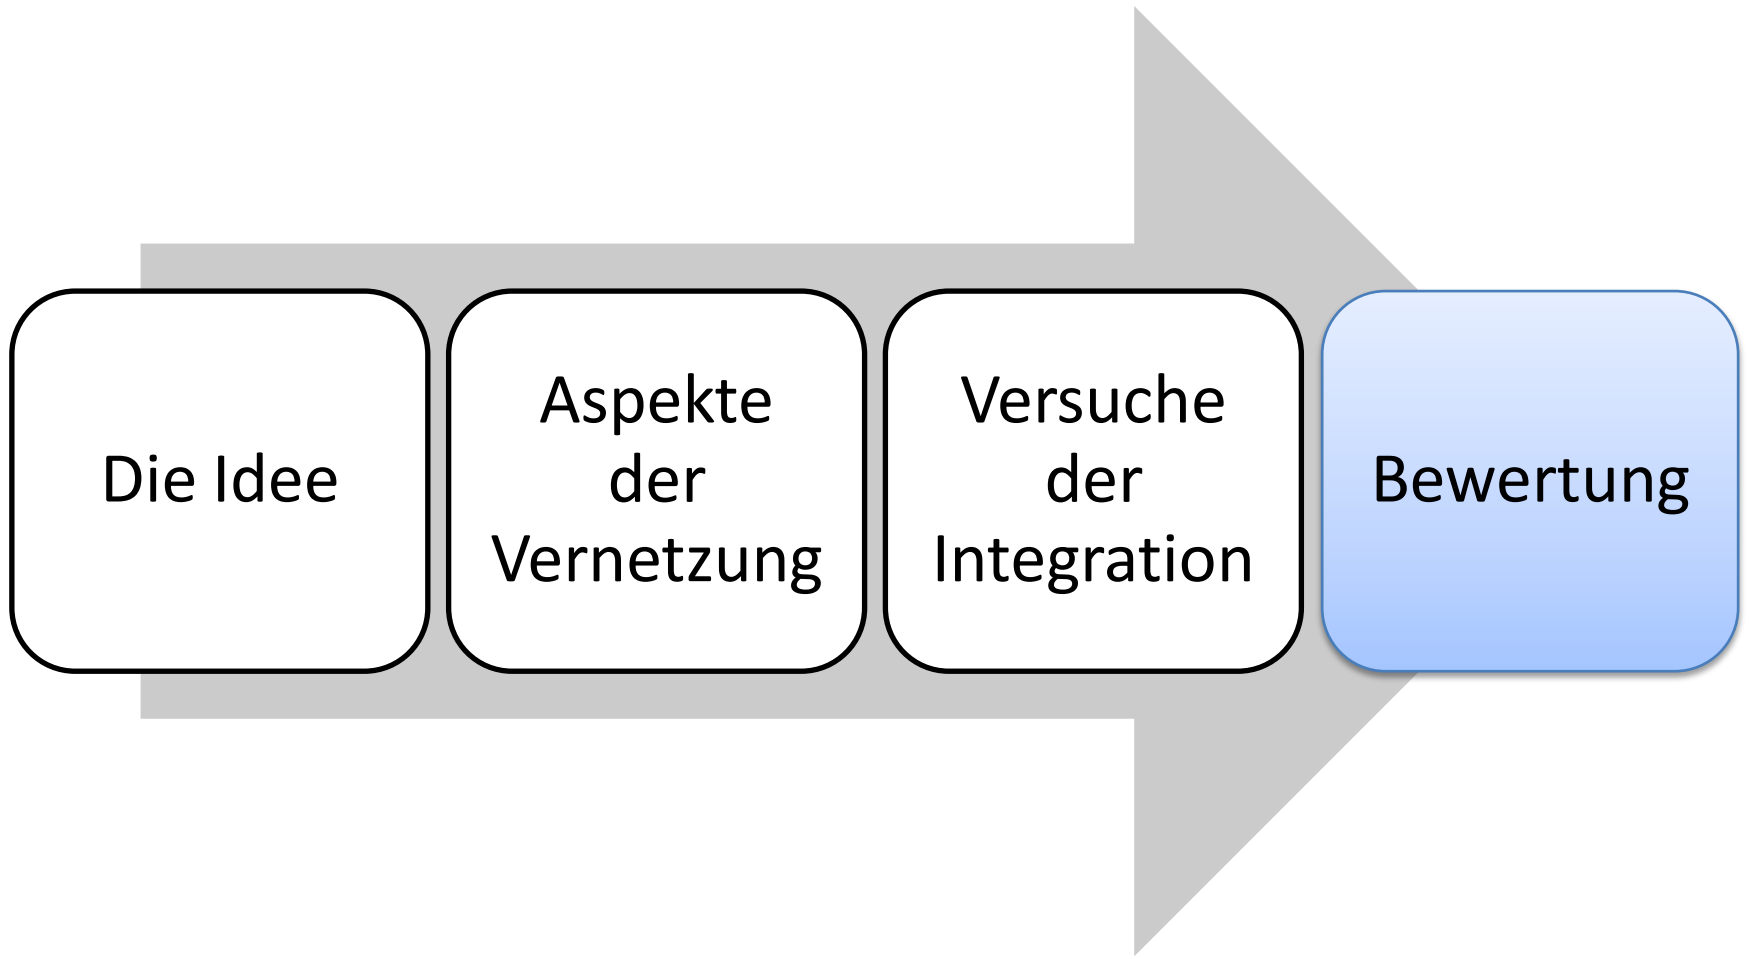 Die Idee
Aspekte
der
Vernetzung
Versuche
der
Integration
Bewertung